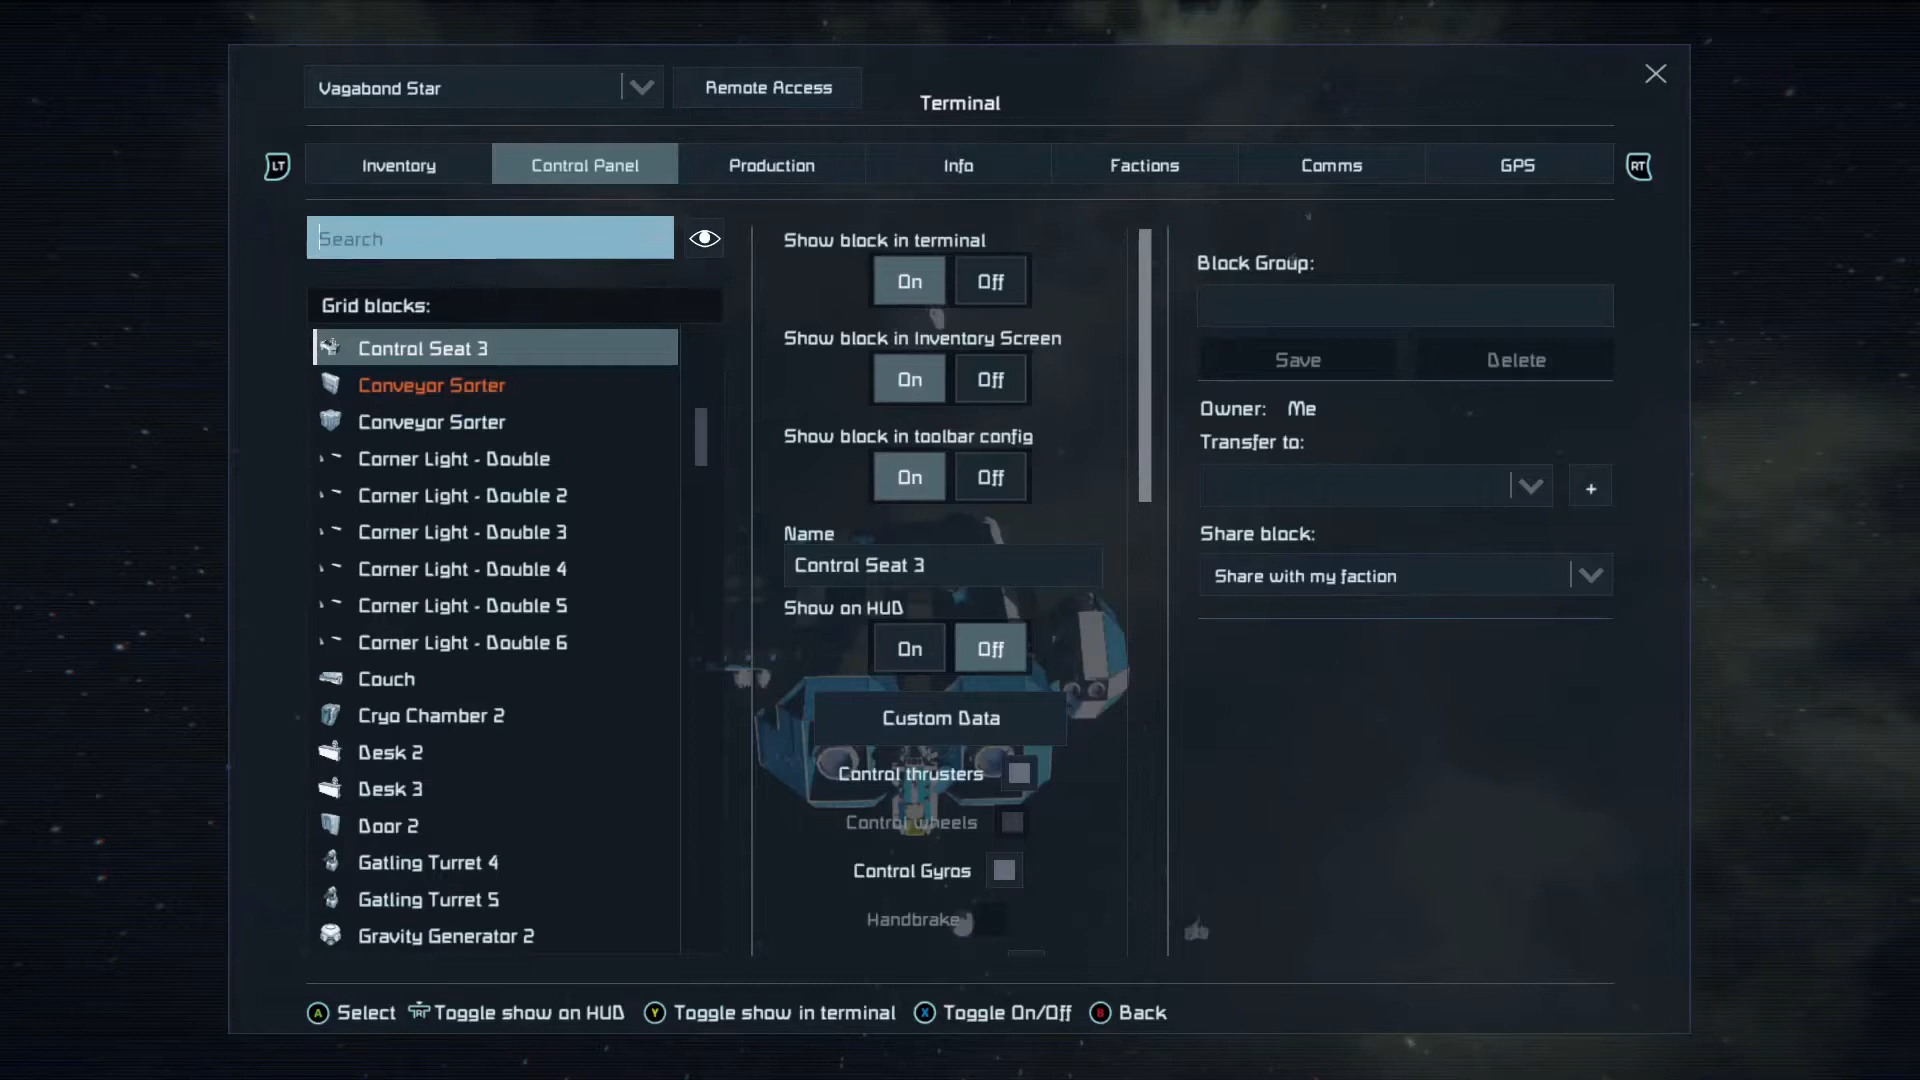 Vagabond Star
Remote Access
Terminal
LT
Inventory
Control Panel
Production
Info
Factions
Comms
GPS
RT
Search
Grid blocks:
Control Seat 3
Conveyor Sorter
Conveyor Sorter
Corner Light - Double
Corner Light - Double 2
Corner Light - Double 3
Corner Light - Double 4
Corner Light - Double 5
Corner Light - Double 6
Couch
Cryo Chamber 2
Desk 2
Desk 3
Door 2
Gatling Turret 4
Gatling Turret 5
Gravity Generator 2
Show block in terminal
On Off
Show block in Inventory Screen
On Off
Show block in toolbar config
On Off
Name
Control Seat 3
Show on HUD
On Off
Custom Data
Control thrusters
Control wheels
Control Gyros
Handbrake
Block Group:
Save Delete
Owner: Me
Transfer to:
+
Share block:
Share with my faction
A Select Toggle show on HUD Y Toggle show in terminal X Toggle On/Off B Back